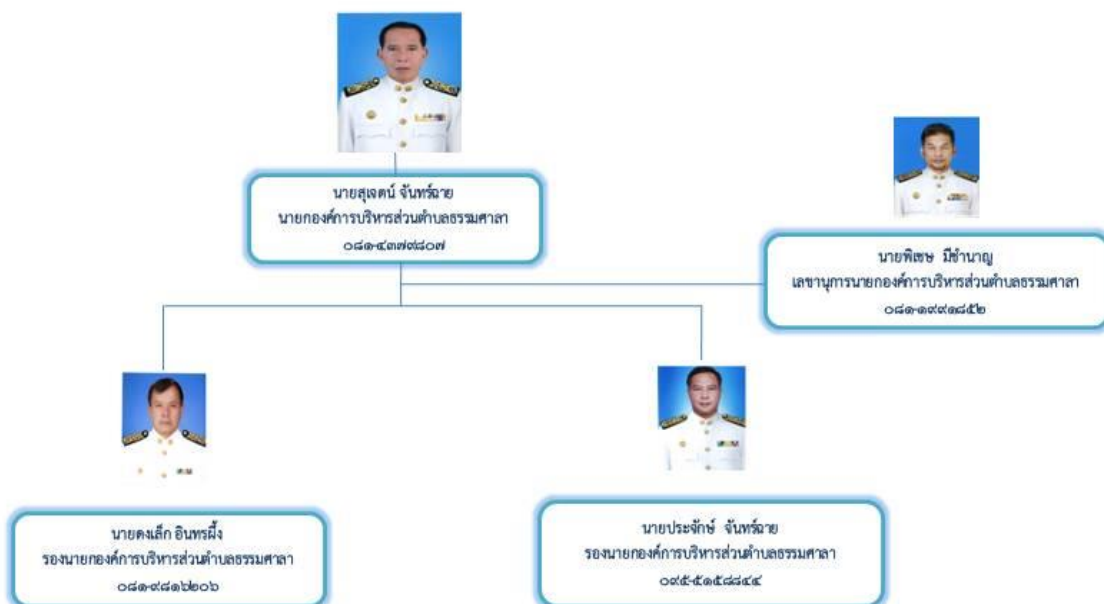 นายสุเจตน์ จันทร์ฉาย
นายกองค์การบริหารส่วนตำบลธรรมศาลา
๐๘๑-๔๓๗๙๘๐๗
นายพิเชษ มีชำนาญ
เลขานุการนายกองค์การบริหารส่วนตำบลธรรมศาลา
๐๘๑-๑๙๙๑๘๕๒
นายดงเล็ก อินทรผึ้ง
รองนายกองค์การบริหารส่วนตำบลธรรมศาลา
๐๘๑-๙๘๑๖๒๐๖
นายประจักษ์ จันทร์ฉาย
รองนายกองค์การบริหารส่วนตำบลธรรมศาลา
๐๙๕-๕๑๕๘๘๔๔